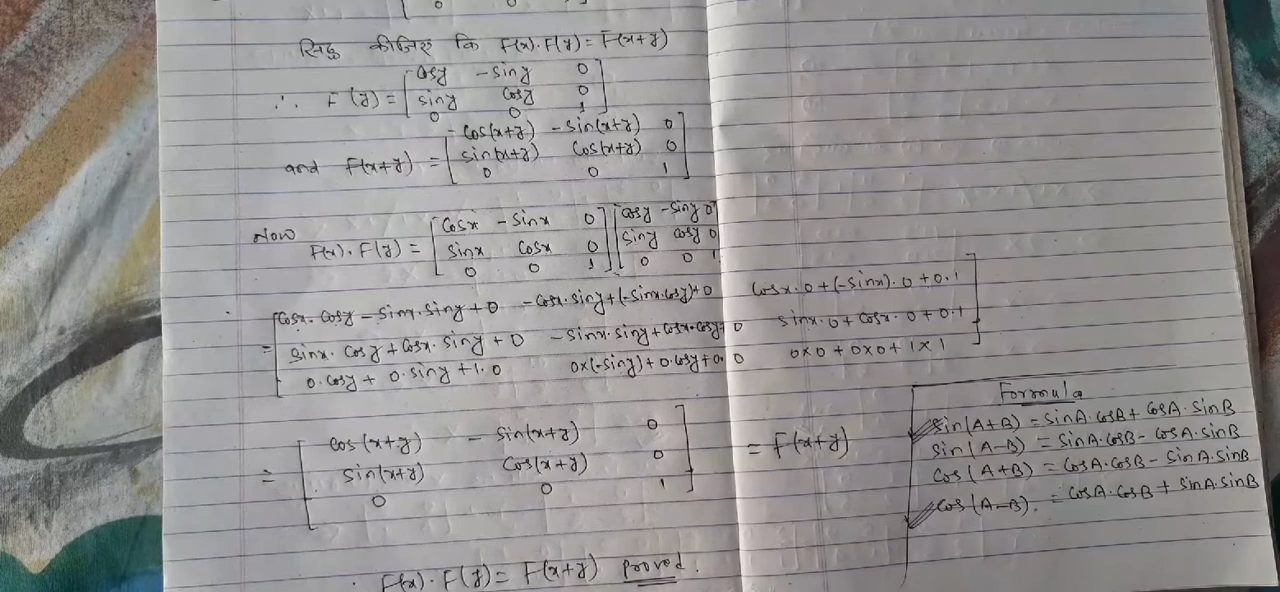 0 0
सिद्ध कीजिए कि F(x).F(y) = F(x+y)
∴ F(y) = [cosy -siny 0
siny cosy 0
0 0 1]
and F(x+y) = [cos(x+y) -sin(x+y) 0
sin(x+y) cos(x+y) 0
0 0 1]
Now F(x).F(y) = [cosx -sinx 0 [cosy -siny 0
sinx cosx 0 siny cosy 0
0 0 1] 0 0 1]
= [cosx.cosy - sinx.siny + 0 -cosx.siny + (-sinx.cosy)+0 cosx.0 + (-sinx).0 + 0.1
sinx.cosy + cosx.siny + 0 -sinx.siny + cosx.cosy + 0 sinx.0 + cosx.0 + 0.1
0.cosy + 0.siny + 1.0 0x(-siny) + 0.cosy + 0.0 0x0 + 0x0 + 1x1]
= [cos(x+y) -sin(x+y) 0
sin(x+y) cos(x+y) 0
0 0 1] = F(x+y)
Formula
sin(A+B) = sinA.cosB + cosA.sinB
sin(A-B) = sinA.cosB - cosA.sinB
cos(A+B) = cosA.cosB - sinA.sinB
cos(A-B). = cosA.cosB + sinA.sinB
F(x).F(y) = F(x+y) Proved.